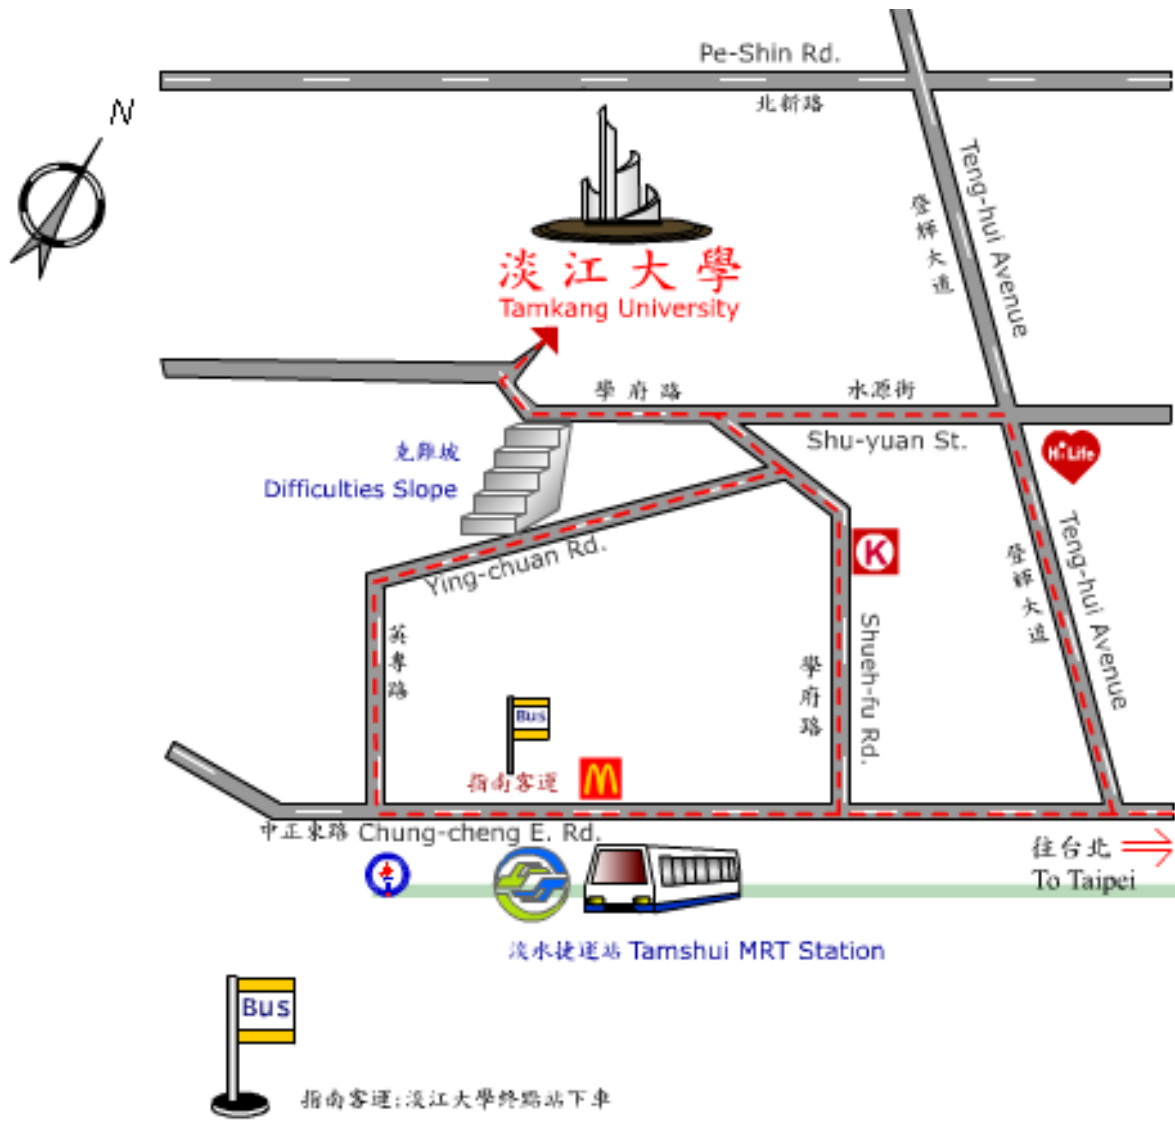 Pe-Shin Rd.
北新路
N
Teng-hui Avenue
登輝大道
淡江大學
Tamkang University
學府路
水源街
Shu-yuan St.
克難坡
Difficulties Slope
Hi-Life
K
Ying-chuan Rd.
英專路
Teng-hui Avenue
登輝大道
Shueh-fu Rd.
學府路
Bus
指南客運
中正東路 Chung-cheng E. Rd.
往台北
To Taipei
淡水捷運站 Tamshui MRT Station
Bus
指南客運:淡江大學終點站下車